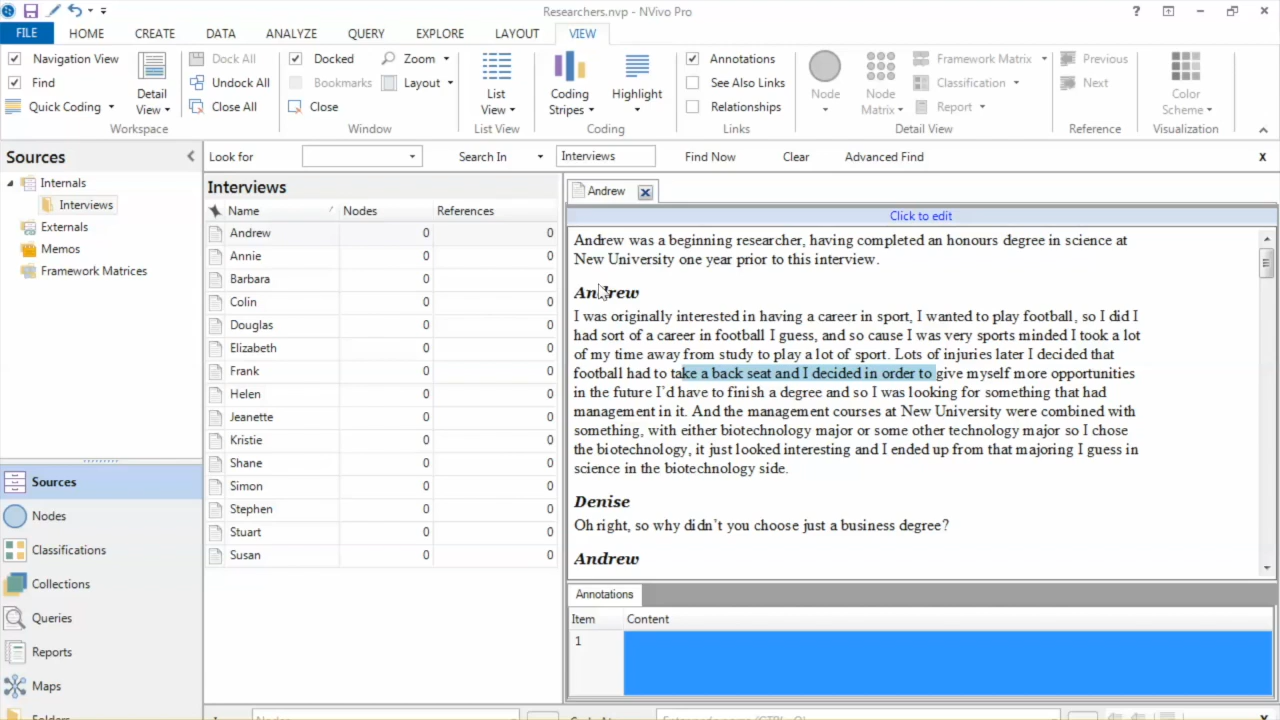 Researchers.nvp - NVivo Pro
?
FILE HOME CREATE DATA ANALYZE QUERY EXPLORE LAYOUT VIEW
Navigation View
Find
Quick Coding
Detail
View
Dock All
Undock All
Close All
Workspace
Docked
Bookmarks
Close
Zoom
Layout
Window
List
View
List View
Coding
Stripes
Highlight
Coding
Annotations
See Also Links
Relationships
Links
Node
Node
Matrix
Framework Matrix
Classification
Report
Detail View
Previous
Next
Reference
Color
Scheme
Visualization
Sources
Internals
Interviews
Externals
Memos
Framework Matrices
Sources
Nodes
Classifications
Collections
Queries
Reports
Maps
Look for Search In Interviews Find Now Clear Advanced Find x
Interviews
Name Nodes References
Andrew 0 0
Annie 0 0
Barbara 0 0
Colin 0 0
Douglas 0 0
Elizabeth 0 0
Frank 0 0
Helen 0 0
Jeanette 0 0
Kristie 0 0
Shane 0 0
Simon 0 0
Stephen 0 0
Stuart 0 0
Susan 0 0
Andrew
Click to edit
Andrew was a beginning researcher, having completed an honours degree in science at
New University one year prior to this interview.
Andrew
I was originally interested in having a career in sport, I wanted to play football, so I did I
had sort of a career in football I guess, and so cause I was very sports minded I took a lot
of my time away from study to play a lot of sport. Lots of injuries later I decided that
football had to take a back seat and I decided in order to give myself more opportunities
in the future I'd have to finish a degree and so I was looking for something that had
management in it. And the management courses at New University were combined with
something, with either biotechnology major or some other technology major so I chose
the biotechnology, it just looked interesting and I ended up from that majoring I guess in
science in the biotechnology side.
Denise
Oh right, so why didn't you choose just a business degree?
Andrew
Annotations
Item Content
1